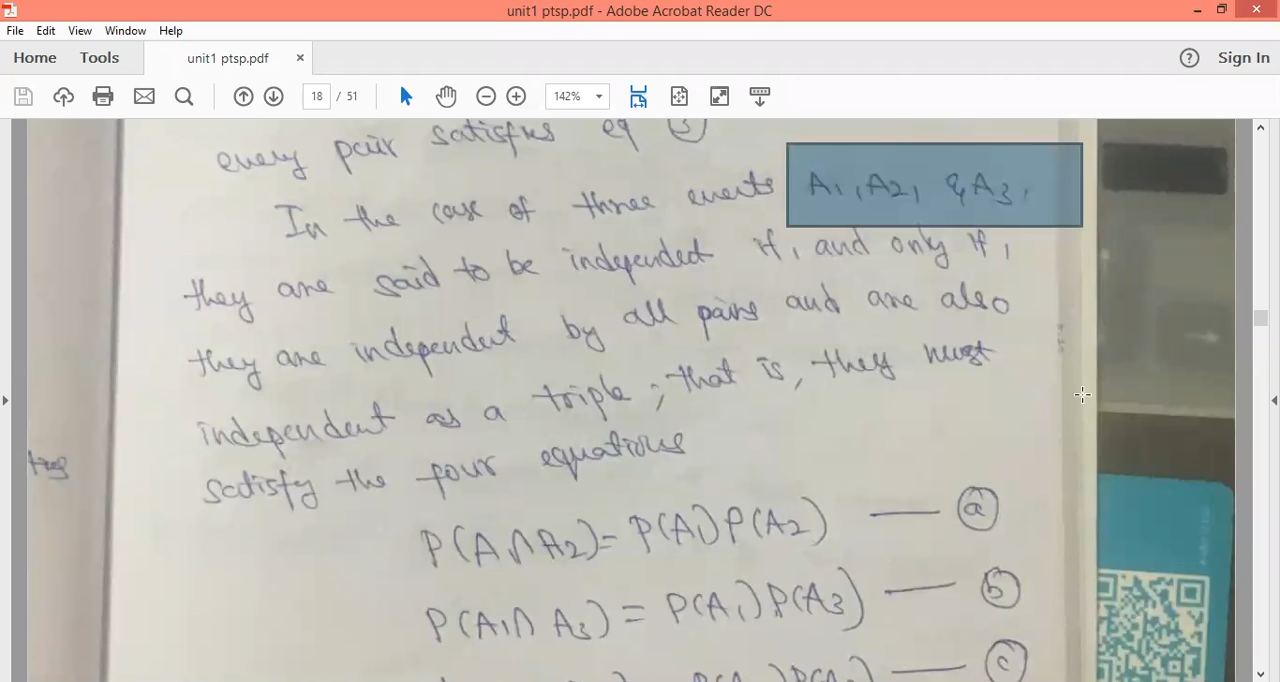 unit1 ptsp.pdf - Adobe Acrobat Reader DC
File Edit View Window Help
Home Tools unit1 ptsp.pdf × ? Sign In
18 / 51 142%
every pair satisfies eq 3
In the case of three events A1, A2, & A3,
they are said to be independent if, and only if,
they are independent by all pairs and are also
independent as a triple; that is, they must
satisfy the four equations
P(A∩A2)= P(A1)P(A2) — a
P(A1∩A3) = P(A1)P(A3) — b
c